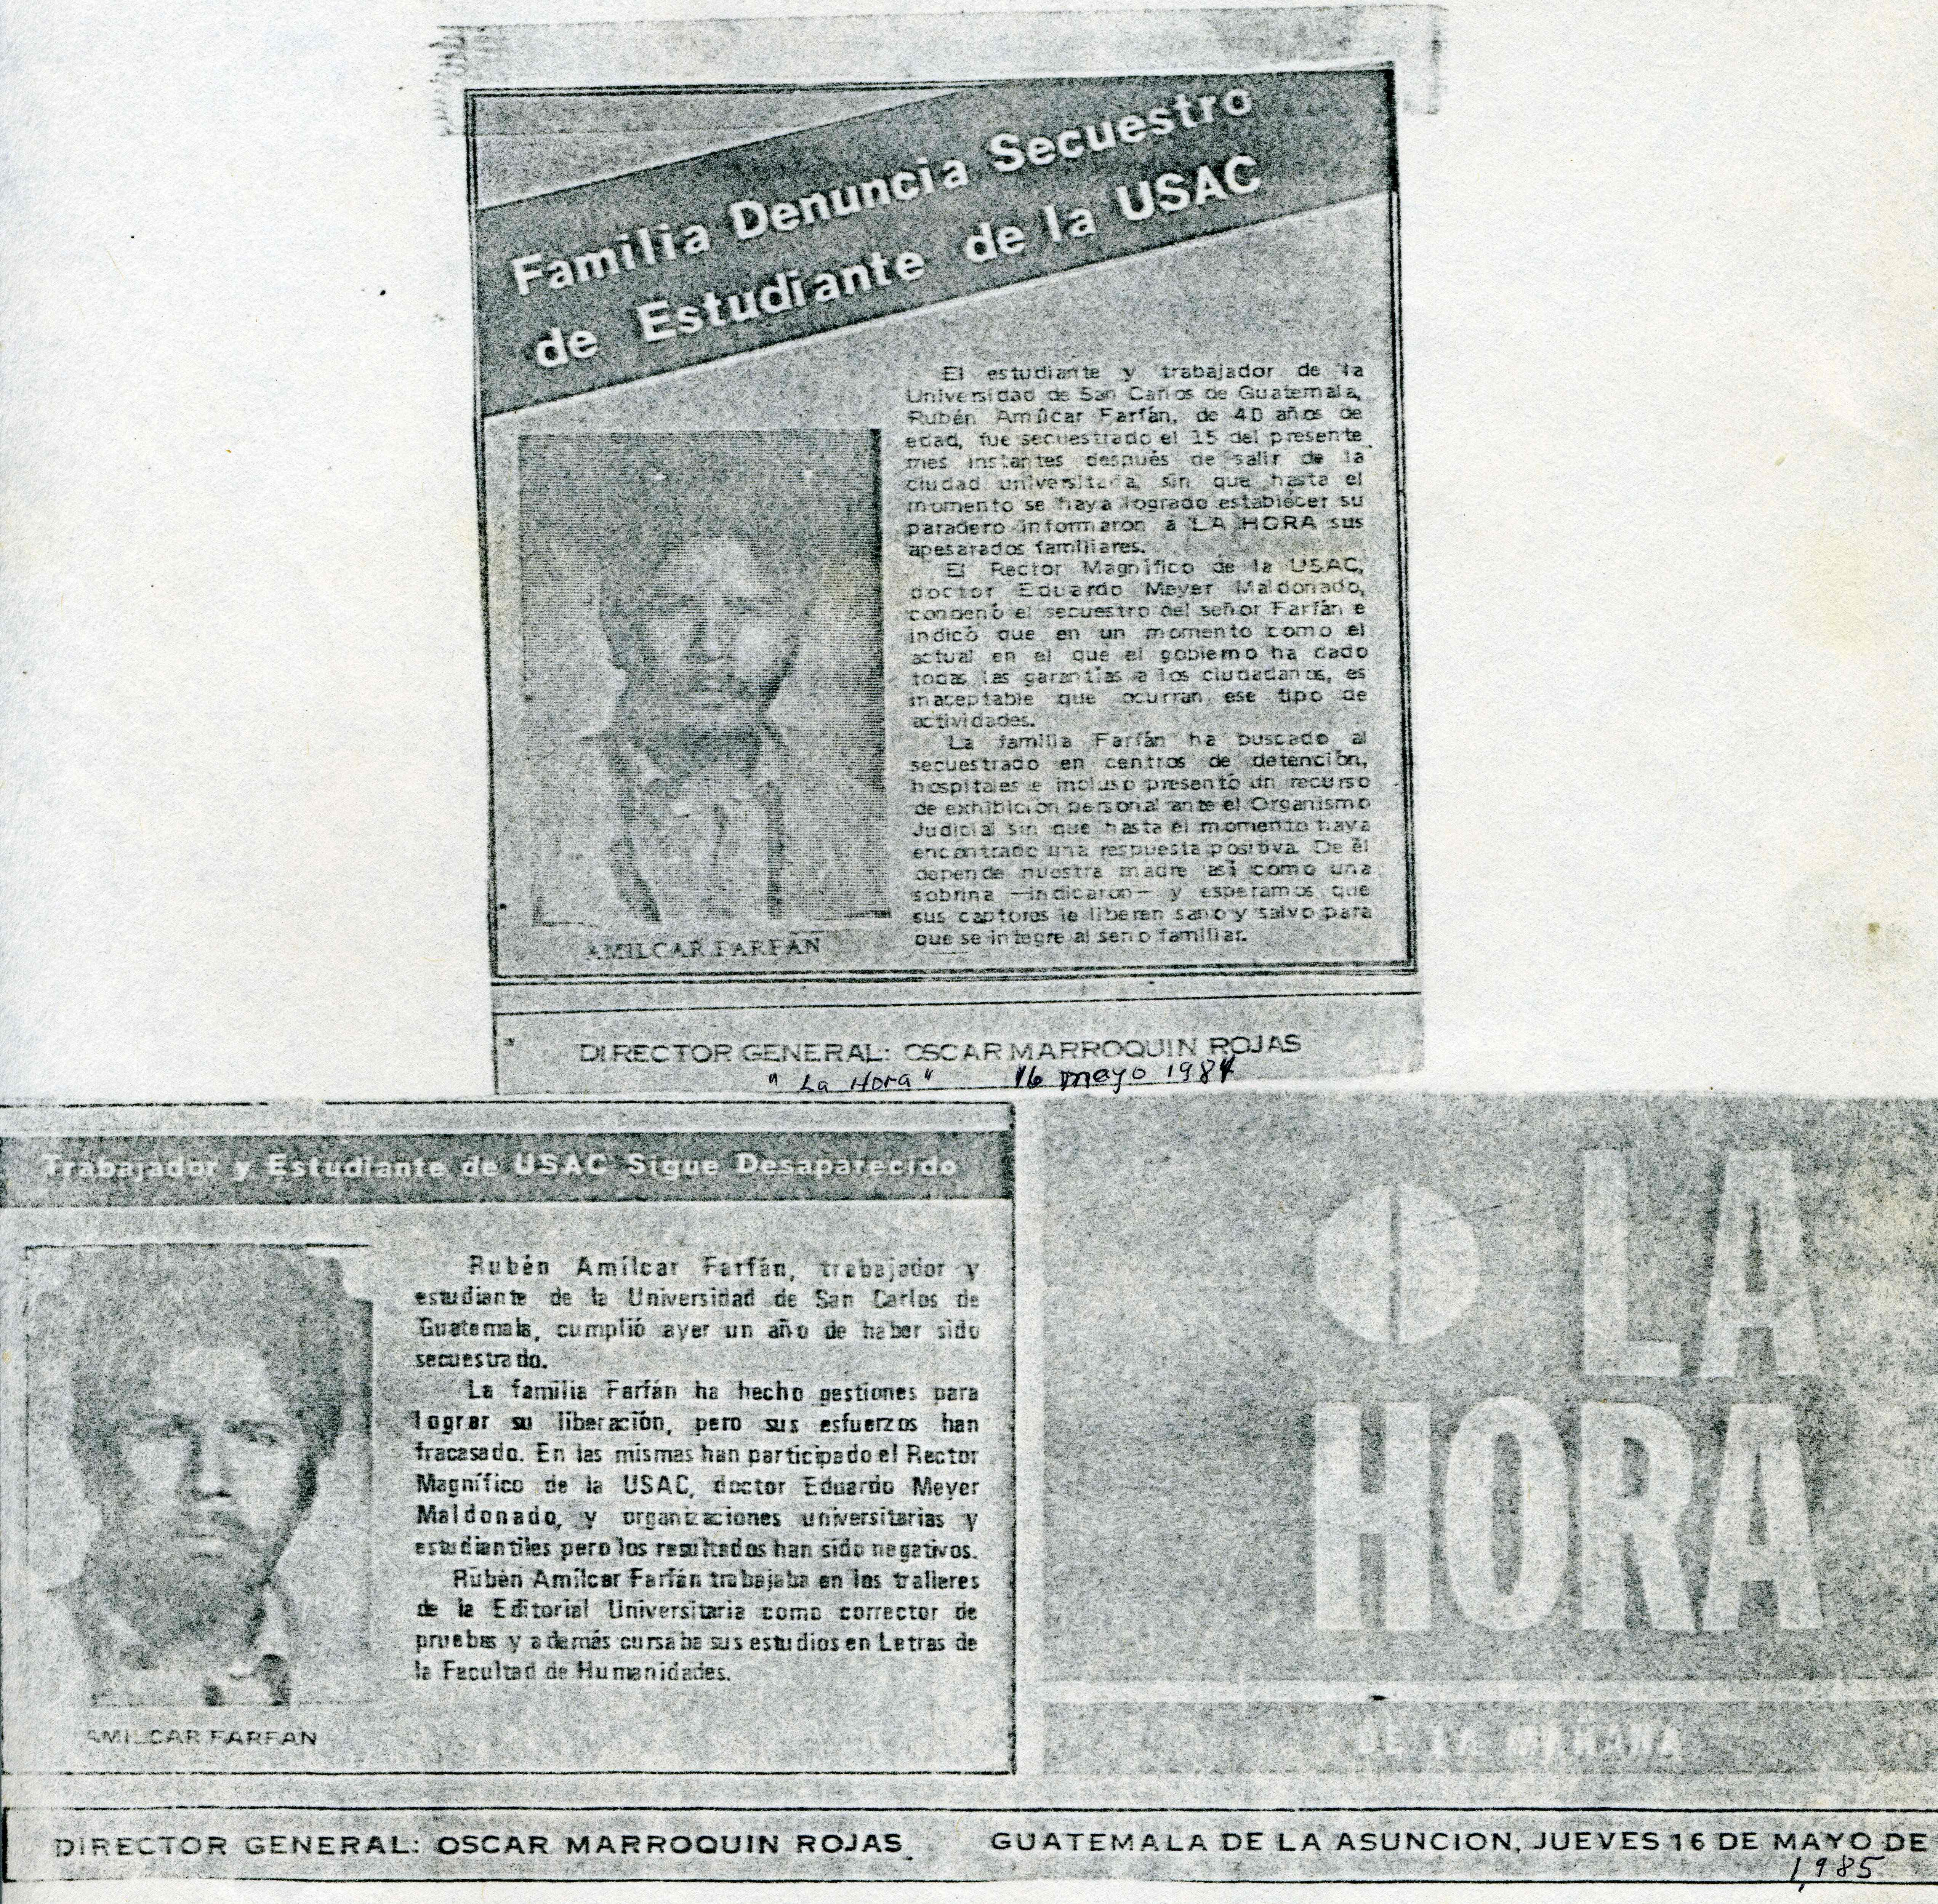 Familia Denuncia Secuestro
de Estudiante de la USAC
El estudiante y trabajador de la
Universidad de San Carlos de Guatemala,
Rubén Amílcar Farfán, de 40 años de
edad, fue secuestrado el 15 del presente
mes instantes después de salir de la
ciudad universitaria, sin que hasta el
momento se haya logrado establecer su
paradero informaron a LA HORA sus
apesarados familiares.
El Rector Magnífico de la USAC,
doctor Eduardo Meyer Maldonado,
condenó el secuestro del señor Farfán e
indicó que en un momento como el
actual en el que el gobierno ha dado
todas las garantías a los ciudadanos, es
inaceptable que ocurran ese tipo de
actividades.
La familia Farfán ha buscado al
secuestrado en centros de detención,
hospitales e incluso presentó un recurso
de exhibición personal ante el Organismo
Judicial sin que hasta el momento haya
encontrado una respuesta positiva. De él
depende nuestra madre así como una
sobrina —indicaron— y esperamos que
sus captores le liberen sano y salvo para
que se integre al seno familiar.
AMILCAR FARFAN
DIRECTOR GENERAL: OSCAR MARROQUIN ROJAS
"La Hora" 16 mayo 1984
Trabajador y Estudiante de USAC Sigue Desaparecido
Rubén Amílcar Farfán, trabajador y
estudiante de la Universidad de San Carlos de
Guatemala, cumplió ayer un año de haber sido
secuestrado.
La familia Farfán ha hecho gestiones para
lograr su liberación, pero sus esfuerzos han
fracasado. En las mismas han participado el Rector
Magnífico de la USAC, doctor Eduardo Meyer
Maldonado, y organizaciones universitarias y
estudiantiles pero los resultados han sido negativos.
Rubén Amílcar Farfán trabajaba en los tralleres
de la Editorial Universitaria como corrector de
pruebas y además cursaba sus estudios en Letras de
la Facultad de Humanidades.
AMILCAR FARFAN
LA
HORA
DE LA MAÑANA
DIRECTOR GENERAL: OSCAR MARROQUIN ROJAS
GUATEMALA DE LA ASUNCION, JUEVES 16 DE MAYO DE
1,985